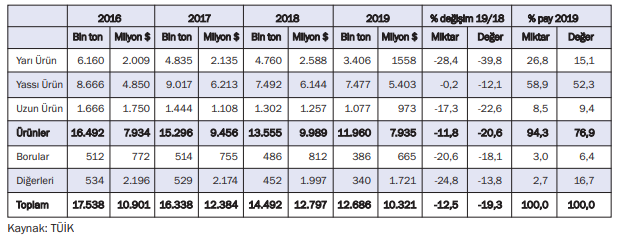 2016 2017 2018 2019 % değişim 19/18 % pay 2019
Bin ton Milyon $ Bin ton Milyon $ Bin ton Milyon $ Bin ton Milyon $ Miktar Değer Miktar Değer
Yarı Ürün 6.160 2.009 4.835 2.135 4.760 2.588 3.406 1558 -28,4 -39,8 26,8 15,1
Yassı Ürün 8.666 4.850 9.017 6.213 7.492 6.144 7.477 5.403 -0,2 -12,1 58,9 52,3
Uzun Ürün 1.666 1.750 1.444 1.108 1.302 1.257 1.077 973 -17,3 -22,6 8,5 9,4
Ürünler 16.492 7.934 15.296 9.456 13.555 9.989 11.960 7.935 -11,8 -20,6 94,3 76,9
Borular 512 772 514 755 486 812 386 665 -20,6 -18,1 3,0 6,4
Diğerleri 534 2.196 529 2.174 452 1.997 340 1.721 -24,8 -13,8 2,7 16,7
Toplam 17.538 10.901 16.338 12.384 14.492 12.797 12.686 10.321 -12,5 -19,3 100,0 100,0
Kaynak: TÜİK